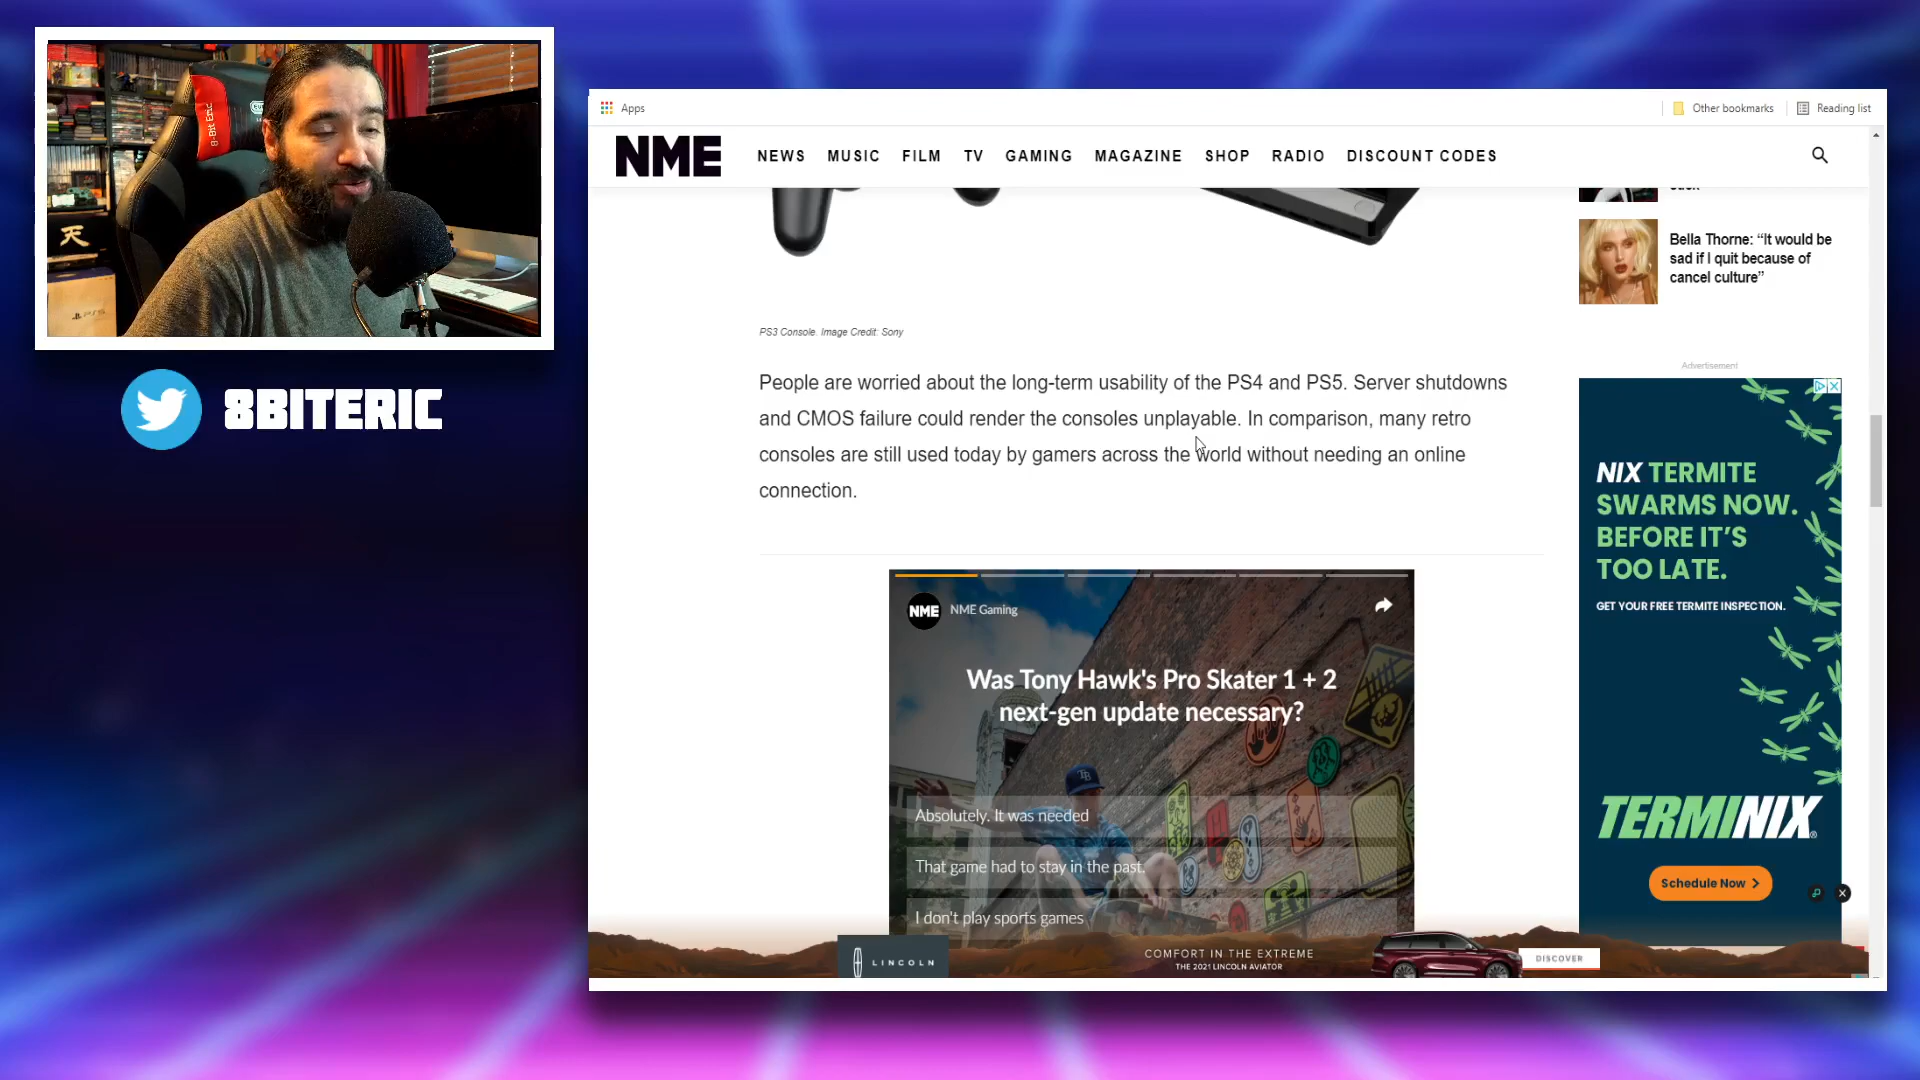 8-Bit Eric
天
PS5
8BITERIC
Apps
Other bookmarks
Reading list
NME
NEWS
MUSIC
FILM
TV
GAMING
MAGAZINE
SHOP
RADIO
DISCOUNT CODES
PS3 Console. Image Credit: Sony
People are worried about the long-term usability of the PS4 and PS5. Server shutdowns
and CMOS failure could render the consoles unplayable. In comparison, many retro
consoles are still used today by gamers across the world without needing an online
connection.
NME
NME Gaming
Was Tony Hawk's Pro Skater 1 + 2
next-gen update necessary?
Absolutely. It was needed
That game had to stay in the past.
I don't play sports games
Bella Thorne: “It would be
sad if I quit because of
cancel culture”
Advertisement
NIX TERMITE
SWARMS NOW.
BEFORE IT'S
TOO LATE.
GET YOUR FREE TERMITE INSPECTION.
TERMINIX
Schedule Now
LINCOLN
COMFORT IN THE EXTREME
THE 2021 LINCOLN AVIATOR
DISCOVER